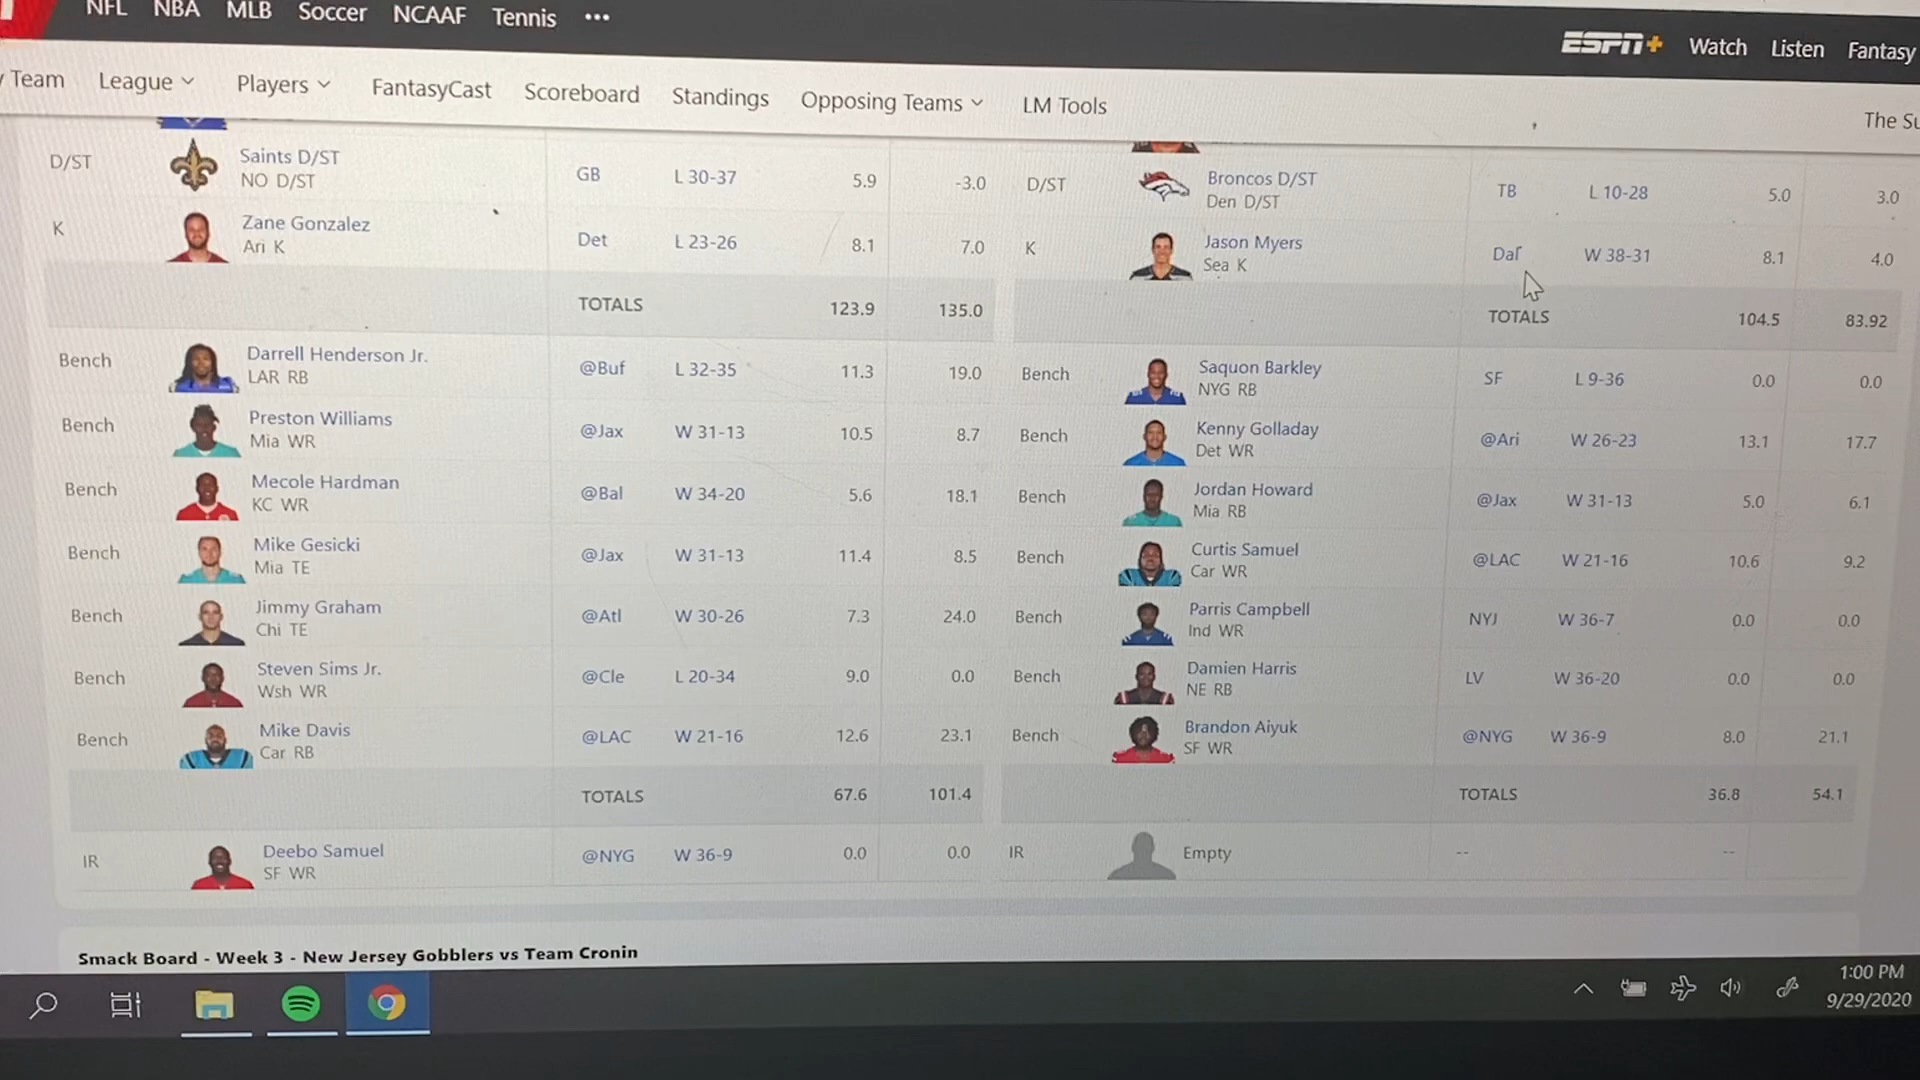 NFL NBA MLB Soccer NCAAF Tennis •••
ESPN+ Watch Listen Fantasy
Team League Players FantasyCast Scoreboard Standings Opposing Teams LM Tools
The Su
D/ST Saints D/ST GB L 30-37 5.9 -3.0
NO D/ST
K Zane Gonzalez Det L 23-26 8.1 7.0
Ari K
TOTALS 123.9 135.0
Bench Darrell Henderson Jr. @Buf L 32-35 11.3 19.0
LAR RB
Bench Preston Williams @Jax W 31-13 10.5 8.7
Mia WR
Bench Mecole Hardman @Bal W 34-20 5.6 18.1
KC WR
Bench Mike Gesicki @Jax W 31-13 11.4 8.5
Mia TE
Bench Jimmy Graham @Atl W 30-26 7.3 24.0
Chi TE
Bench Steven Sims Jr. @Cle L 20-34 9.0 0.0
Wsh WR
Bench Mike Davis @LAC W 21-16 12.6 23.1
Car RB
TOTALS 67.6 101.4
IR Deebo Samuel @NYG W 36-9 0.0 0.0
SF WR
D/ST Broncos D/ST TB L 10-28 5.0 3.0
Den D/ST
K Jason Myers Dal W 38-31 8.1 4.0
Sea K
TOTALS 104.5 83.92
Bench Saquon Barkley SF L 9-36 0.0 0.0
NYG RB
Bench Kenny Golladay @Ari W 26-23 13.1 17.7
Det WR
Bench Jordan Howard @Jax W 31-13 5.0 6.1
Mia RB
Bench Curtis Samuel @LAC W 21-16 10.6 9.2
Car WR
Bench Parris Campbell NYJ W 36-7 0.0 0.0
Ind WR
Bench Damien Harris LV W 36-20 0.0 0.0
NE RB
Bench Brandon Aiyuk @NYG W 36-9 8.0 21.1
SF WR
TOTALS 36.8 54.1
IR Empty -- --
Smack Board - Week 3 - New Jersey Gobblers vs Team Cronin
1:00 PM
9/29/2020